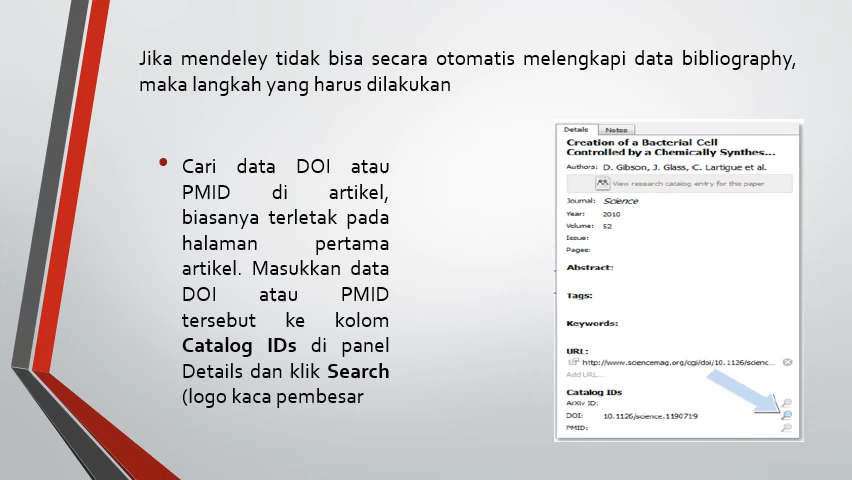 Jika mendeley tidak bisa secara otomatis melengkapi data bibliography,
maka langkah yang harus dilakukan
• Cari data DOI atau
PMID di artikel,
biasanya terletak pada
halaman pertama
artikel. Masukkan data
DOI atau PMID
tersebut ke kolom
Catalog IDs di panel
Details dan klik Search
(logo kaca pembesar
Details Notes
Creation of a Bacterial Cell
Controlled by a Chemically Synthes...
Authors: D. Gibson, J. Glass, C. Lartigue et al.
View research catalog entry for this paper
Journal: Science
Year: 2010
Volume: 52
Issue:
Pages:
Abstract:
Tags:
Keywords:
URL:
http://www.sciencemag.org/cgi/doi/10.1126/scienc...
Add URL...
Catalog IDs
ArXiv ID:
DOI: 10.1126/science.1190719
PMID: